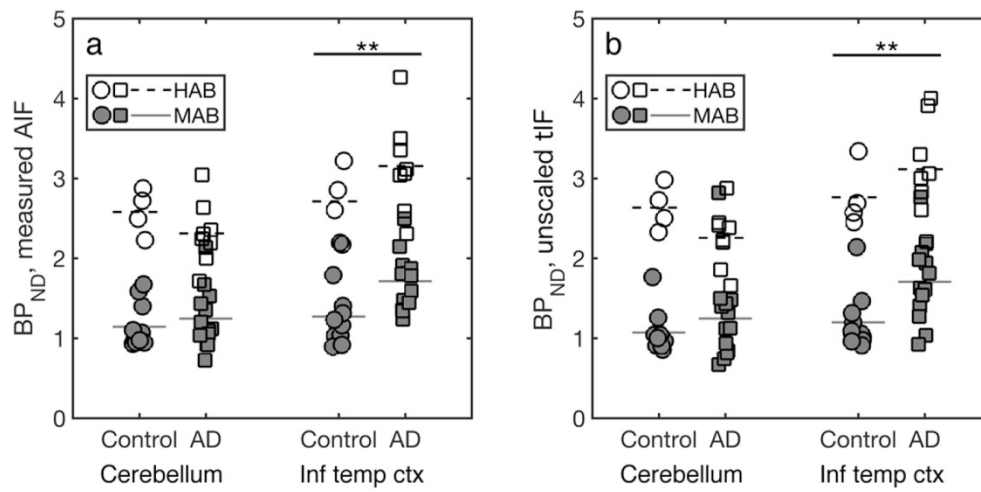 a
**
HAB
MAB
5
4
3
2
1
0
BP_ND, measured AIF
Control AD Control AD
Cerebellum Inf temp ctx
b
**
HAB
MAB
5
4
3
2
1
0
BP_ND, unscaled tIF
Control AD Control AD
Cerebellum Inf temp ctx